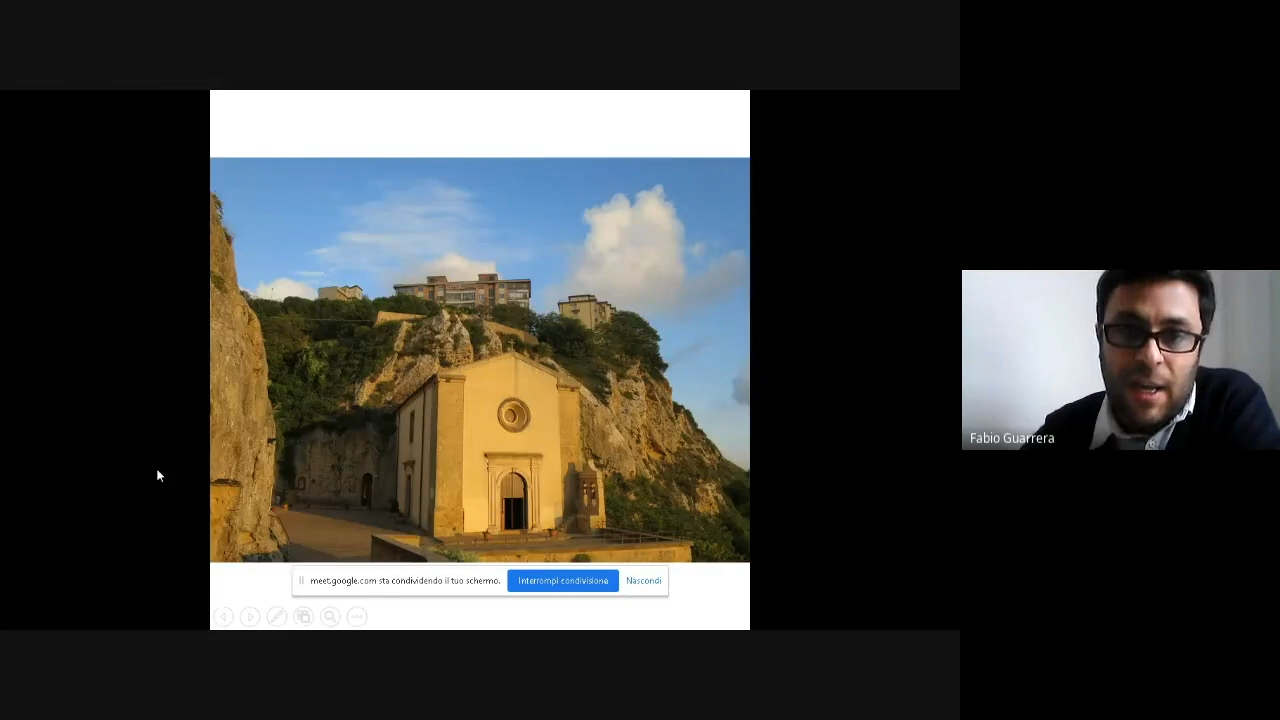 Fabio Guarrera
meet.google.com sta condividendo il tuo schermo.
Interrompi condivisione
Nascondi